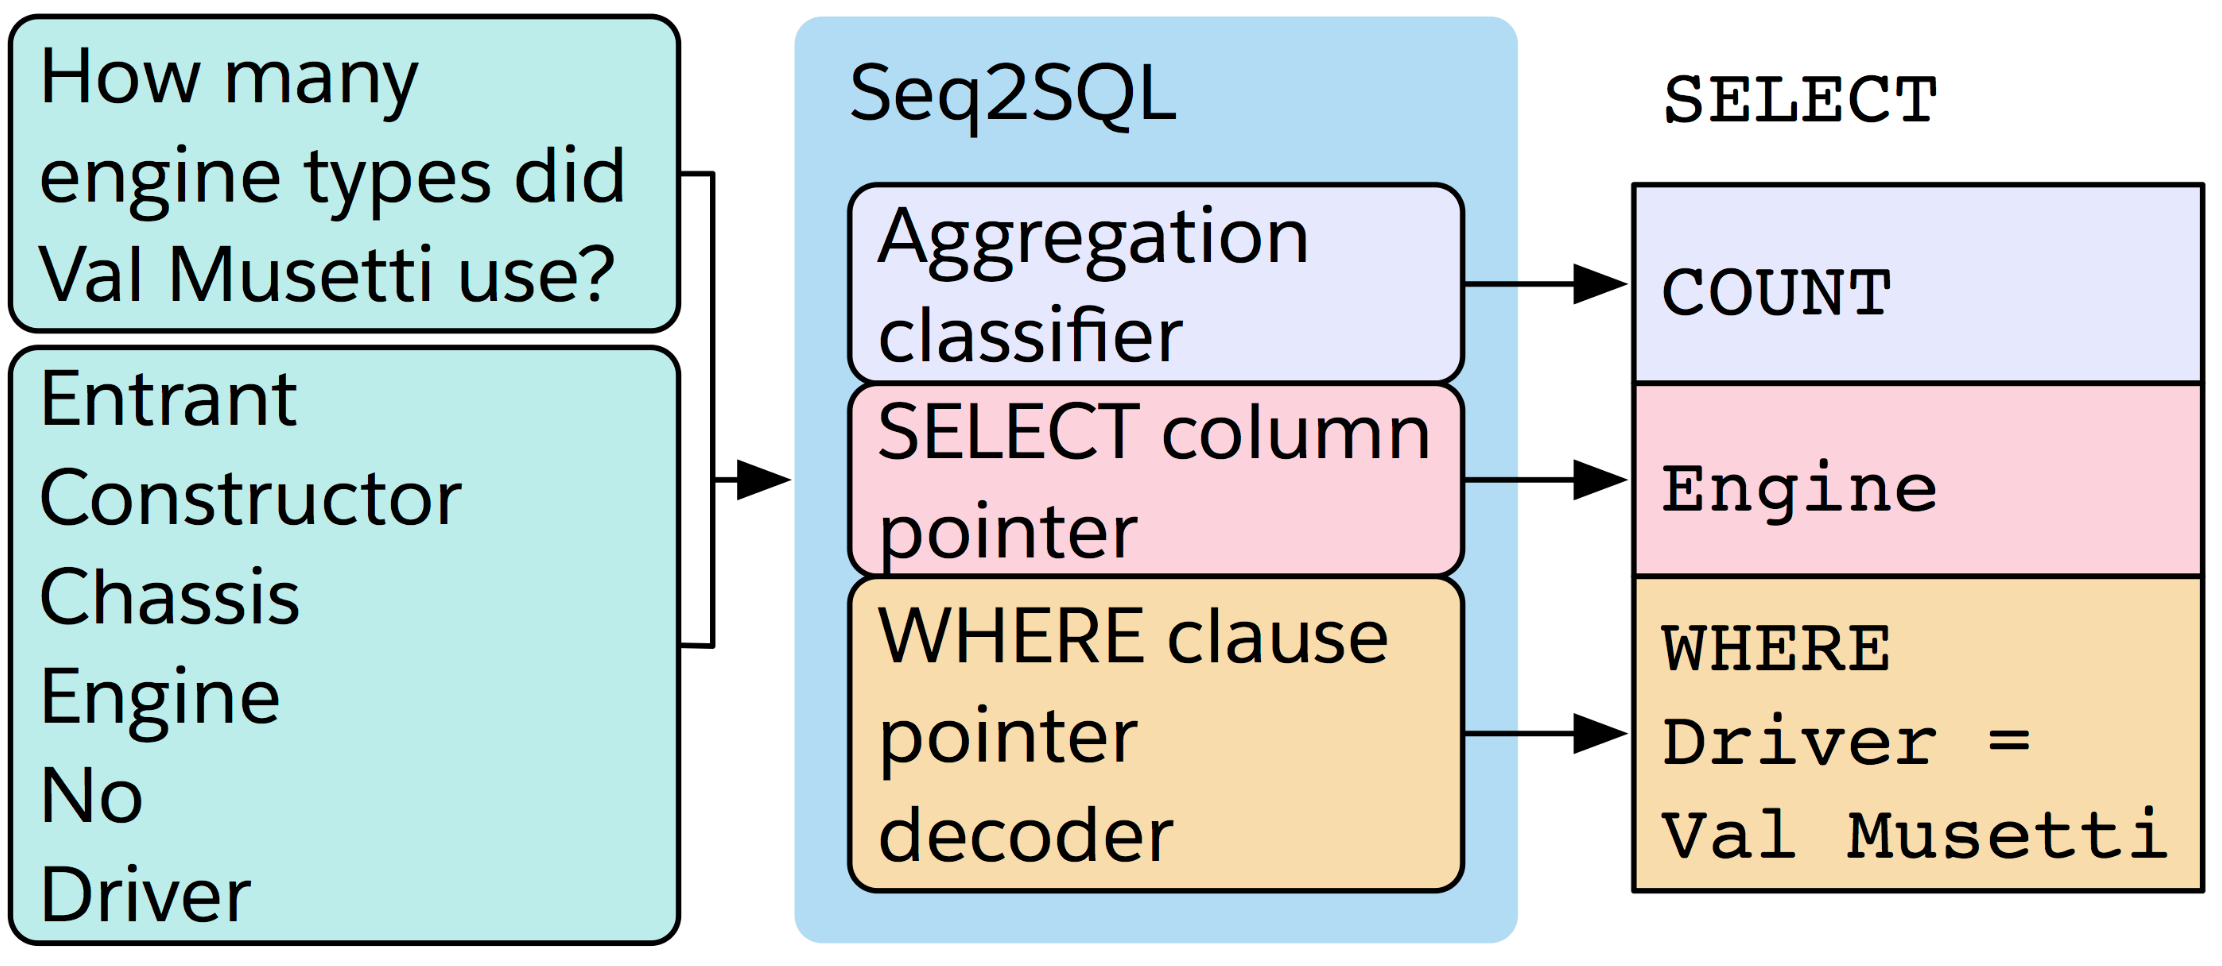 How many
engine types did
Val Musetti use?
Entrant
Constructor
Chassis
Engine
No
Driver
Seq2SQL
Aggregation
classifier
SELECT column
pointer
WHERE clause
pointer
decoder
SELECT
COUNT
Engine
WHERE
Driver =
Val Musetti